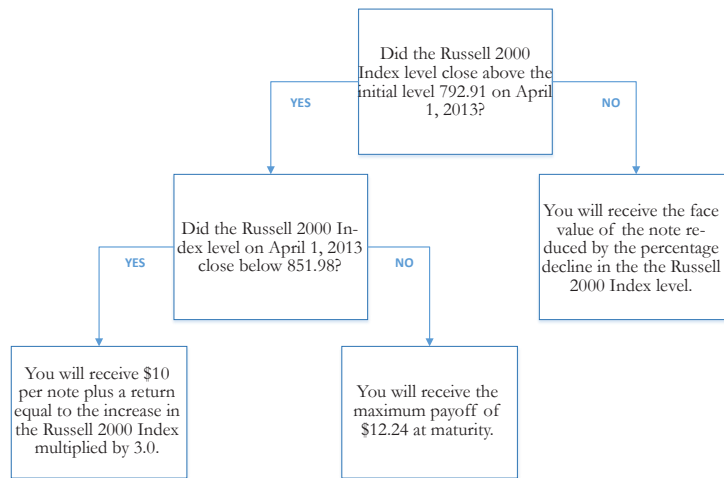 Did the Russell 2000
Index level close above the
initial level 792.91 on April
1, 2013?
YES
NO
Did the Russell 2000 In-
dex level on April 1, 2013
close below 851.98?
You will receive the face
value of the note re-
duced by the percentage
decline in the the Russell
2000 Index level.
YES
NO
You will receive $10
per note plus a return
equal to the increase in
the Russell 2000 Index
multiplied by 3.0.
You will receive the
maximum payoff of
$12.24 at maturity.